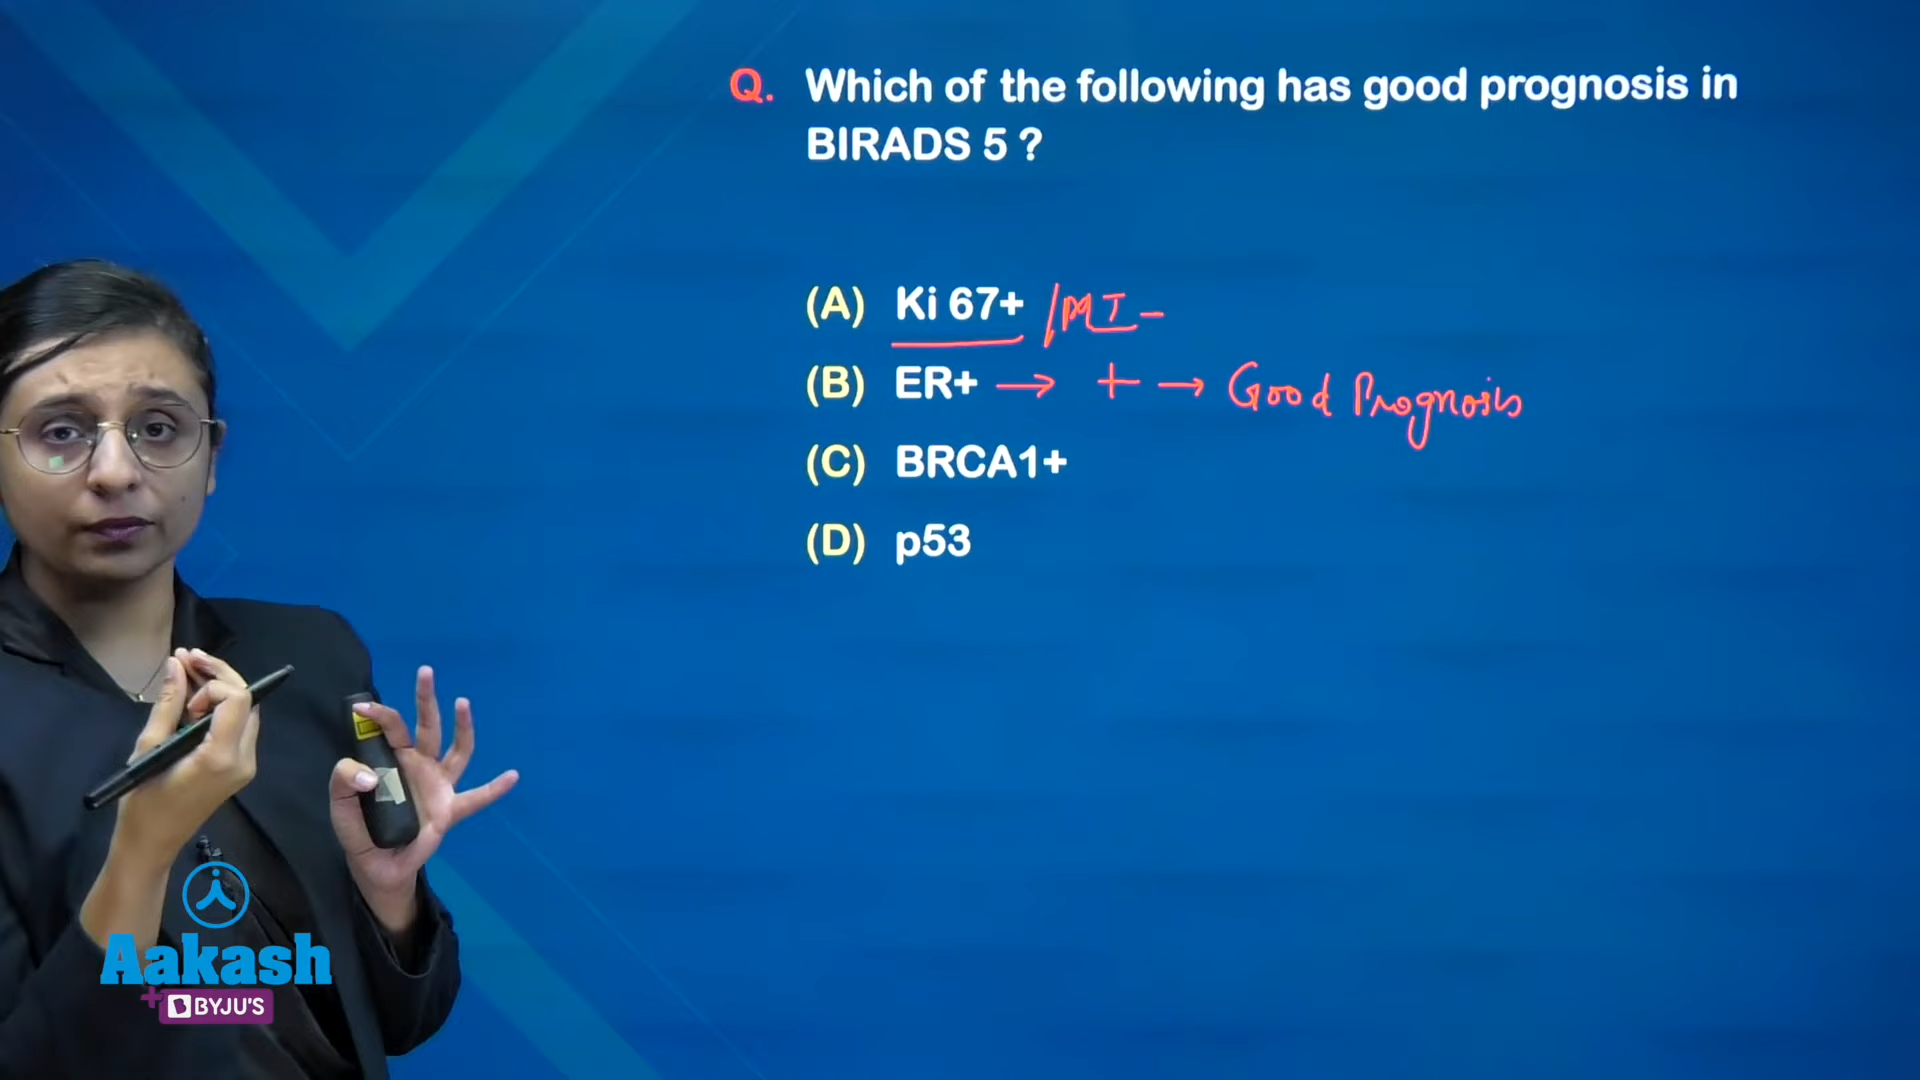 Q. Which of the following has good prognosis in
BIRADS 5 ?
(A) Ki 67+ /MI -
(B) ER+ → + → Good Prognosis
(C) BRCA1+
(D) p53
Aakash
+ BYJU'S